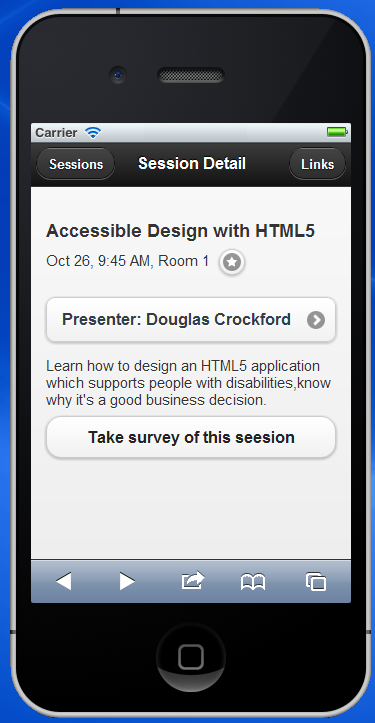 Carrier
Sessions Session Detail Links
Accessible Design with HTML5
Oct 26, 9:45 AM, Room 1
Presenter: Douglas Crockford
Learn how to design an HTML5 application
which supports people with disabilities,know
why it's a good business decision.
Take survey of this seesion